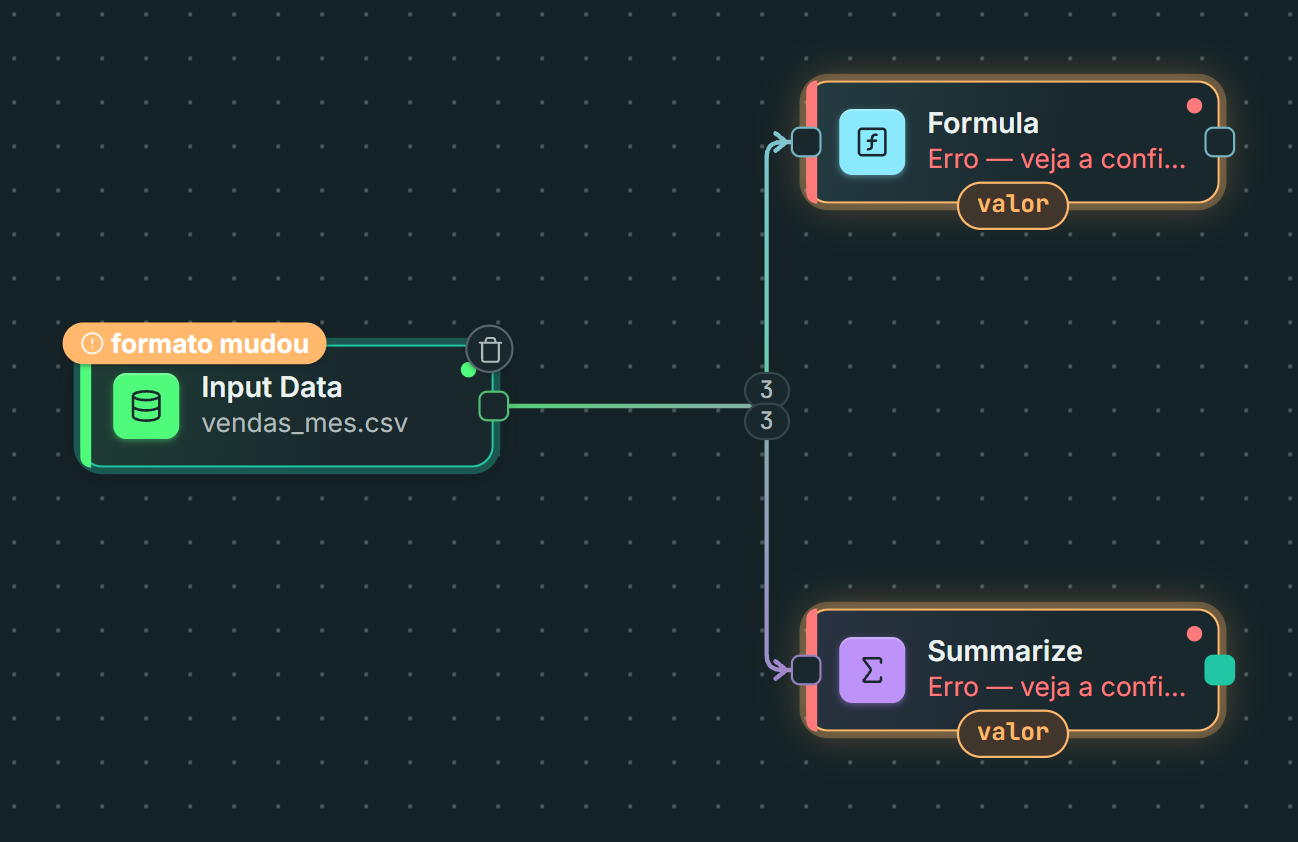 Formula
Erro — veja a confi...
valor
formato mudou
Input Data
vendas_mes.csv
3
3
Summarize
Erro — veja a confi...
valor